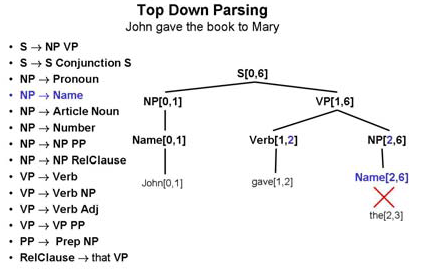 Top Down Parsing
John gave the book to Mary
• S → NP VP
• S → S Conjunction S
• NP → Pronoun
• NP → Name
• NP → Article Noun
• NP → Number
• NP → NP PP
• NP → NP RelClause
• VP → Verb
• VP → Verb NP
• VP → Verb Adj
• VP → VP PP
• PP → Prep NP
• RelClause → that VP
S[0,6]
NP[0,1] VP[1,6]
Name[0,1] Verb[1,2] NP[2,6]
John[0,1] gave[1,2] Name[2,6]
the[2,3]